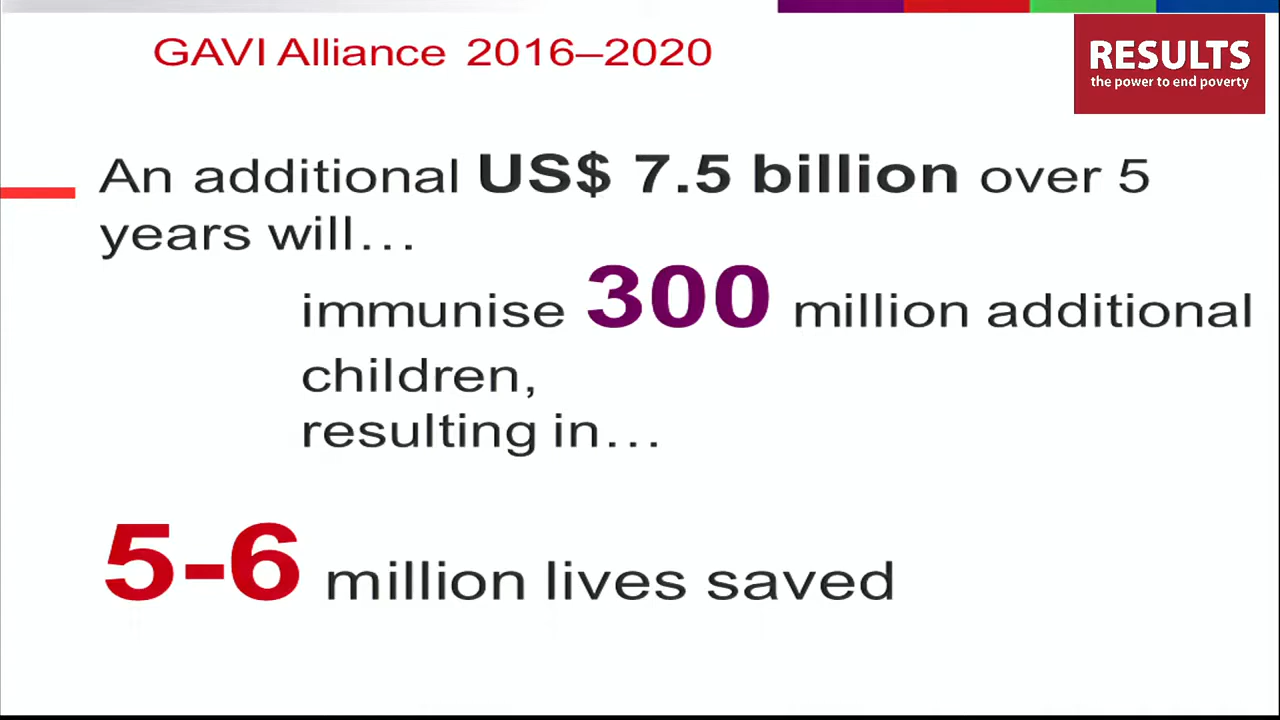 GAVI Alliance 2016–2020
RESULTS
the power to end poverty
An additional US$ 7.5 billion over 5
years will…
immunise 300 million additional
children,
resulting in…
5-6 million lives saved